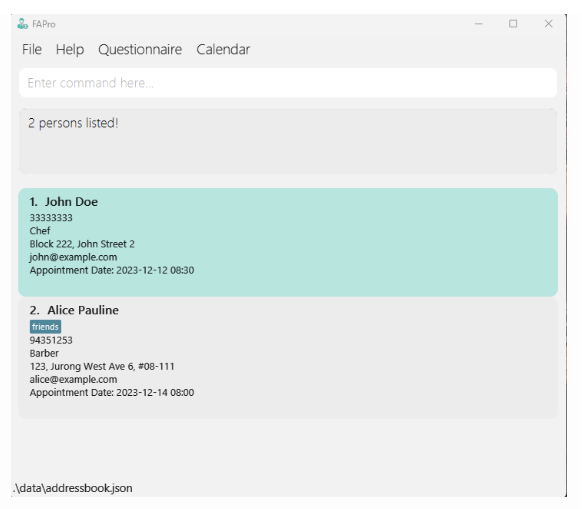 FAPro
File Help Questionnaire Calendar
Enter command here...
2 persons listed!
1. John Doe
33333333
Chef
Block 222, John Street 2
john@example.com
Appointment Date: 2023-12-12 08:30
2. Alice Pauline
friends
94351253
Barber
123, Jurong West Ave 6, #08-111
alice@example.com
Appointment Date: 2023-12-14 08:00
.\data\addressbook.json